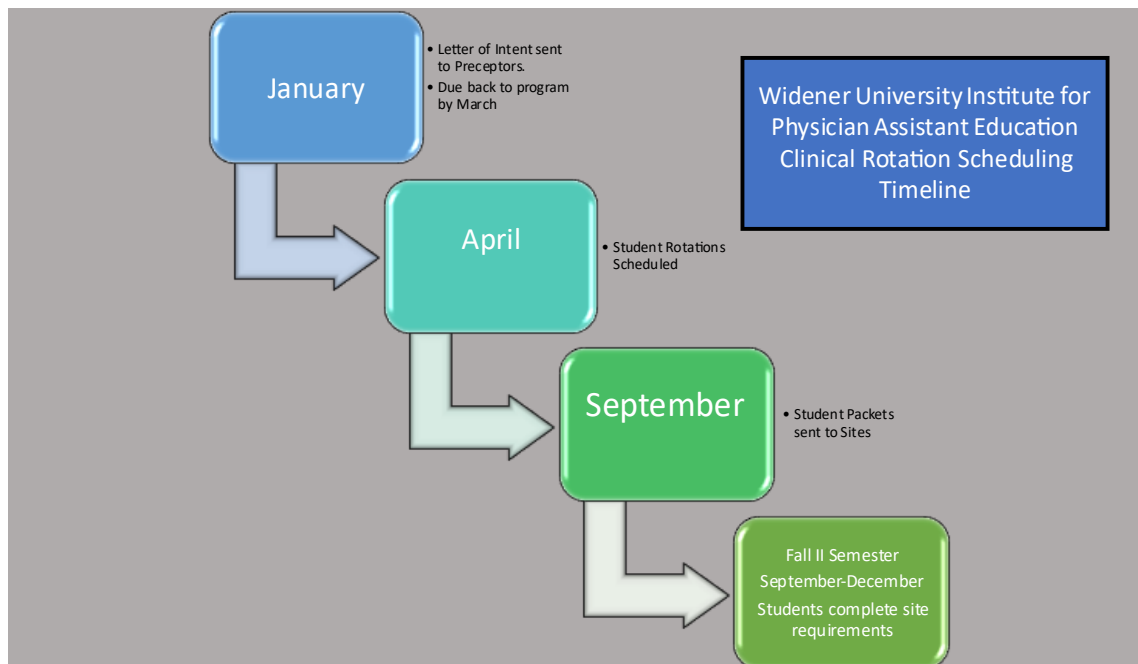 January
• Letter of Intent sent
to Preceptors.
• Due back to program
by March
Widener University Institute for
Physician Assistant Education
Clinical Rotation Scheduling
Timeline
April
• Student Rotations
Scheduled
September
• Student Packets
sent to Sites
Fall II Semester
September-December
Students complete site
requirements